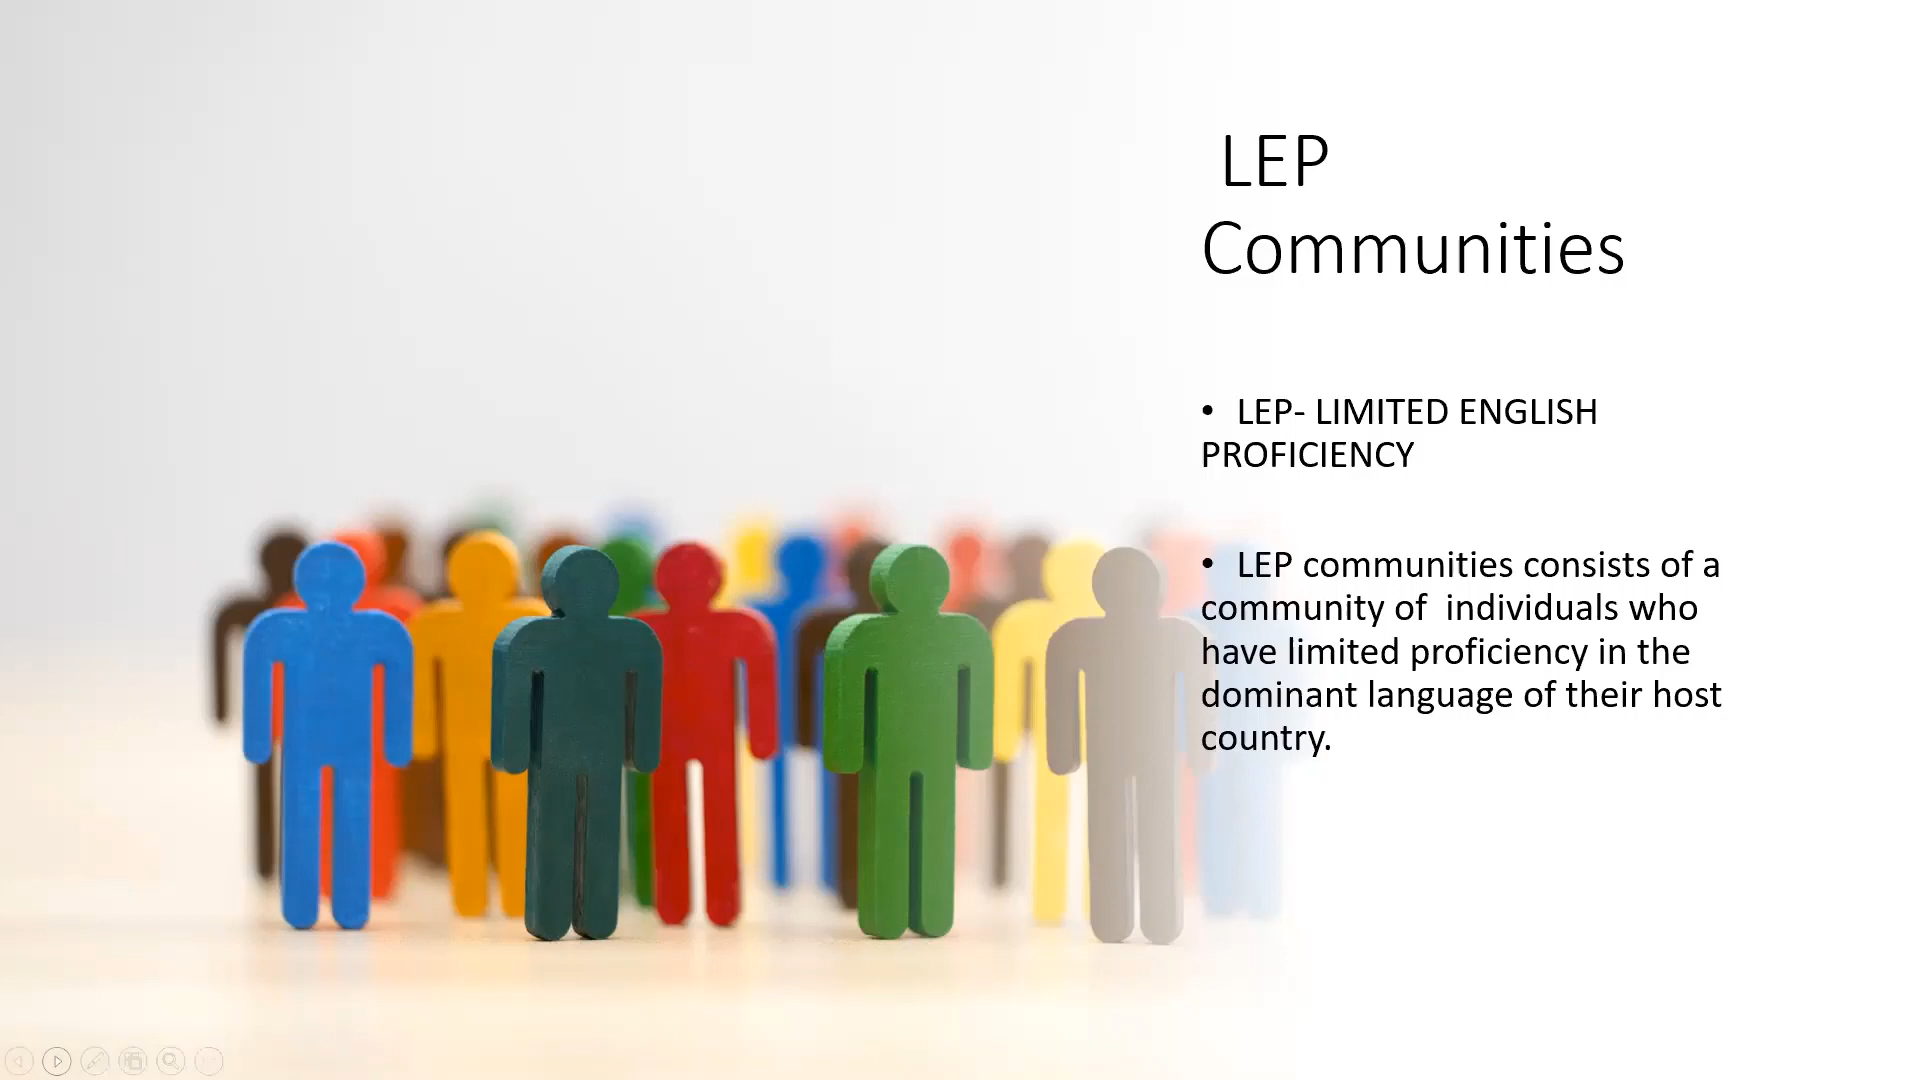 LEP
Communities
• LEP- LIMITED ENGLISH
PROFICIENCY
• LEP communities consists of a
community of  individuals who
have limited proficiency in the
dominant language of their host
country.